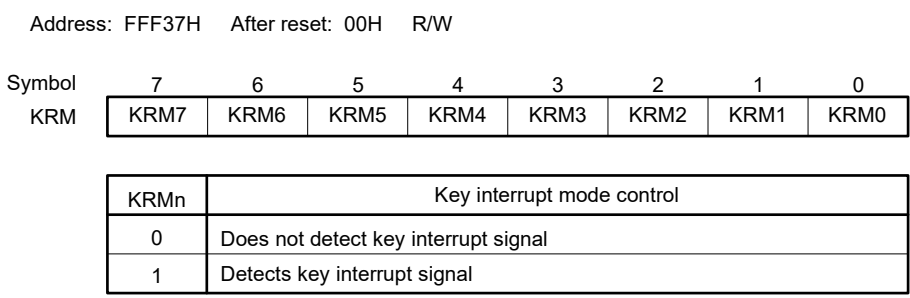 Address: FFF37H After reset: 00H R/W
Symbol 7 6 5 4 3 2 1 0
KRM KRM7 KRM6 KRM5 KRM4 KRM3 KRM2 KRM1 KRM0
KRMn Key interrupt mode control
0 Does not detect key interrupt signal
1 Detects key interrupt signal